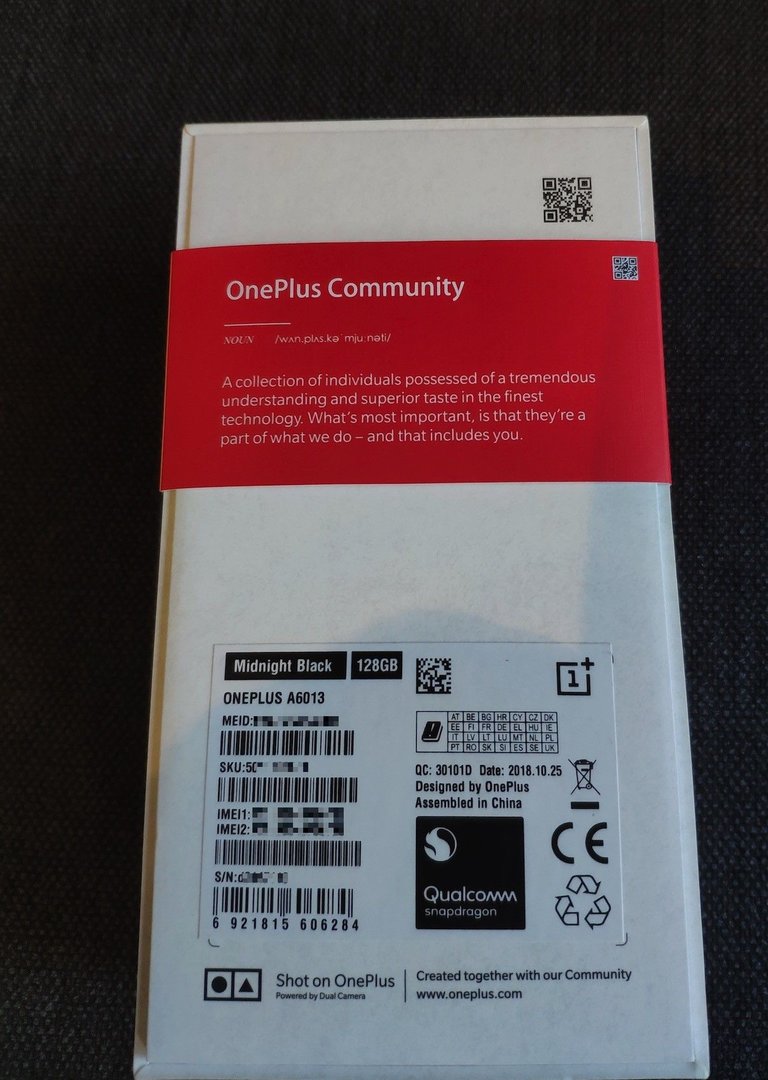 OnePlus Community
NOUN /wʌn.plʌs.kəˈmjuːnəti/
A collection of individuals possessed of a tremendous
understanding and superior taste in the finest
technology. What's most important, is that they're a
part of what we do – and that includes you.
Midnight Black 128GB
ONEPLUS A6013
MEID:
SKU:50
IMEI1:
IMEI2:
S/N:
6 921815 606284
1+
AT BE BG HR CY CZ DK
EE FI FR DE EL HU IE
IT LV LT LU MT NL PL
PT RO SK SI ES SE UK
QC: 30101D Date: 2018.10.25
Designed by OnePlus
Assembled in China
CE
Qualcomm
snapdragon
Shot on OnePlus
Powered by Dual Camera
Created together with our Community
www.oneplus.com